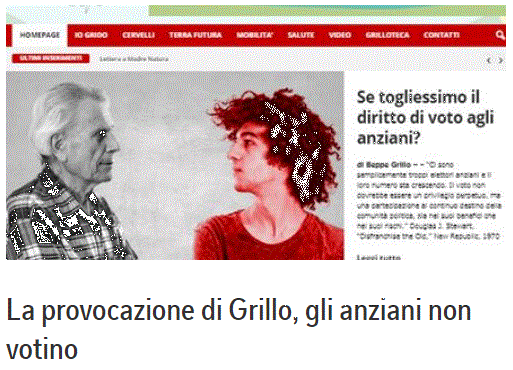 HOMEPAGE IO GRIDO CERVELLI TERRA FUTURA MOBILITA' SALUTE VIDEO GRILLOTECA CONTATTI
ULTIMI INSERIMENTI Lettera a Madre Natura
Se togliessimo il
diritto di voto agli
anziani?
di Beppe Grillo – – "Ci sono
semplicemente troppi elettori anziani e il
loro numero sta crescendo. Il voto non
dovrebbe essere un privilegio perpetuo, ma
una partecipazione al continuo destino della
comunità politica, sia nei suoi benefici che
nei suoi rischi." Douglas J. Stewart,
"Disfranchise the Old," New Republic, 1970
Leggi tutto
La provocazione di Grillo, gli anziani non
votino